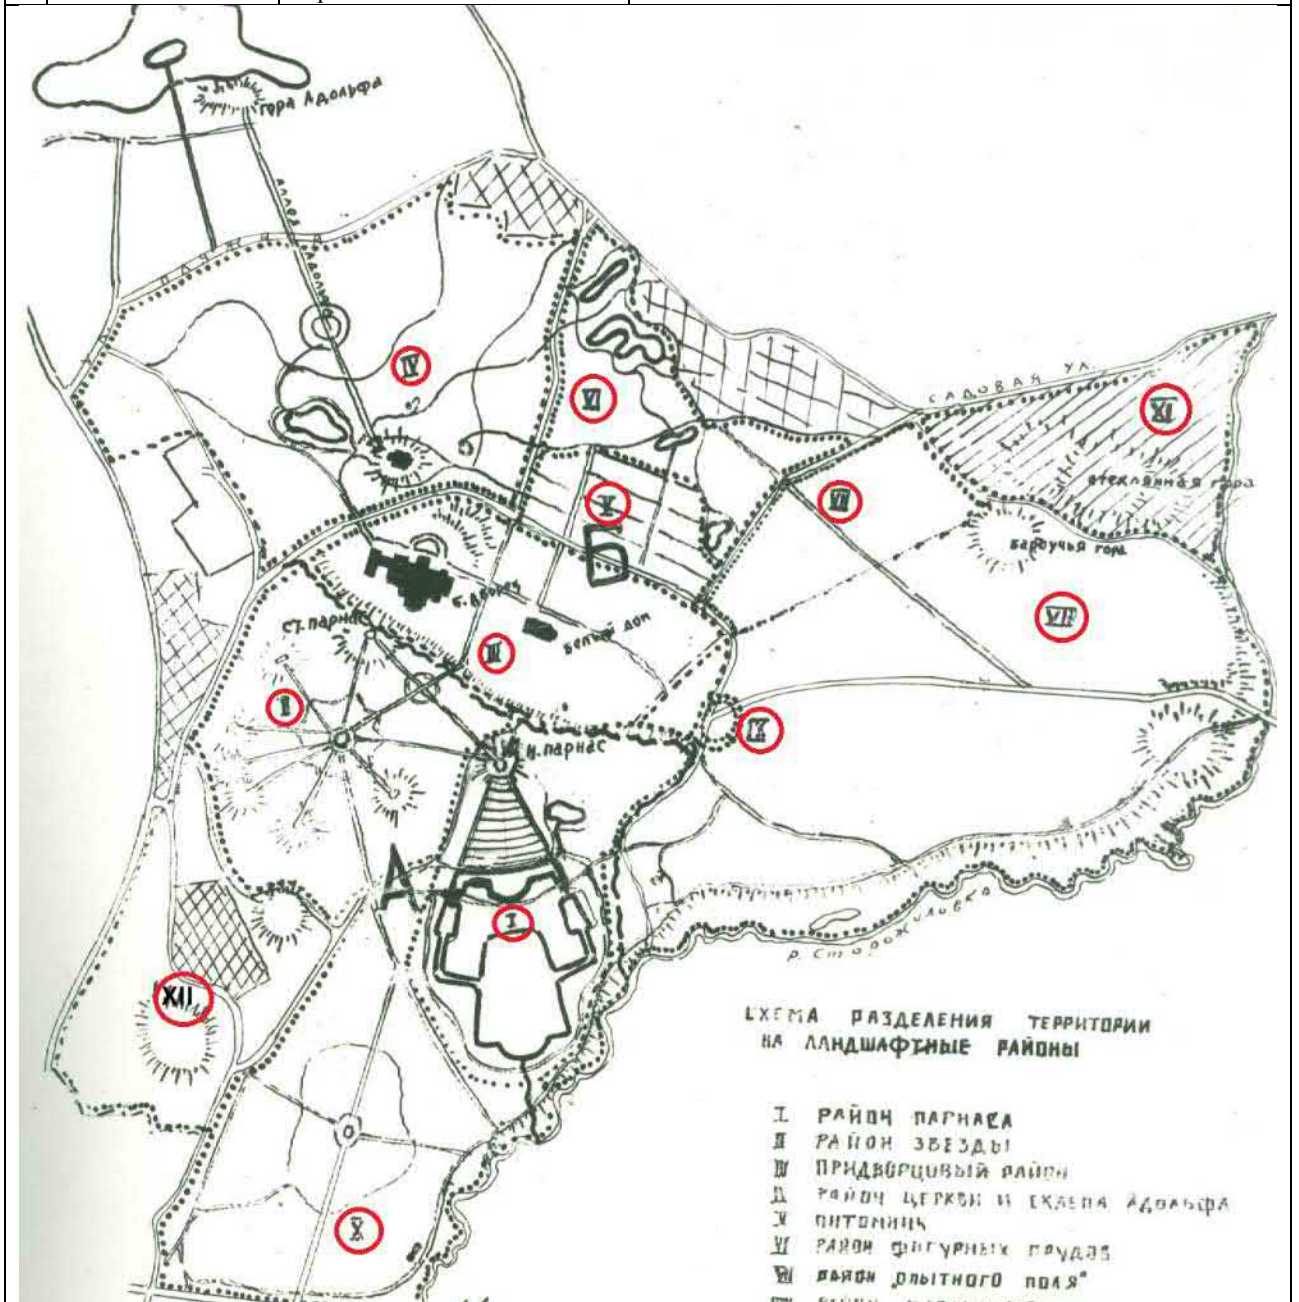 гора Адольфа
аллея Адольфа
IV
VI
САДОВАЯ УЛ.
XI
стеклянная гора
V
VII
Б
Барсучья гора
б. дворец
ст. парнас
белый дом
III
VII
II
IX
н. парнас
А
I
р. Сторожиловка
XII
СХЕМА РАЗДЕЛЕНИЯ ТЕРРИТОРИИ
НА ЛАНДШАФТНЫЕ РАЙОНЫ
I РАЙОН ПАРНАСА
II РАЙОН ЗВЕЗДЫ
III ПРИДВОРЦОВЫЙ РАЙОН
РАЙОН ЦЕРКВИ И СКЛЕПА АДОЛЬФА
V ПИТОМНИК
VI РАЙОН ФИГУРНЫХ ПРУДОВ
VII РАЙОН „ОПЫТНОГО ПОЛЯ"
X